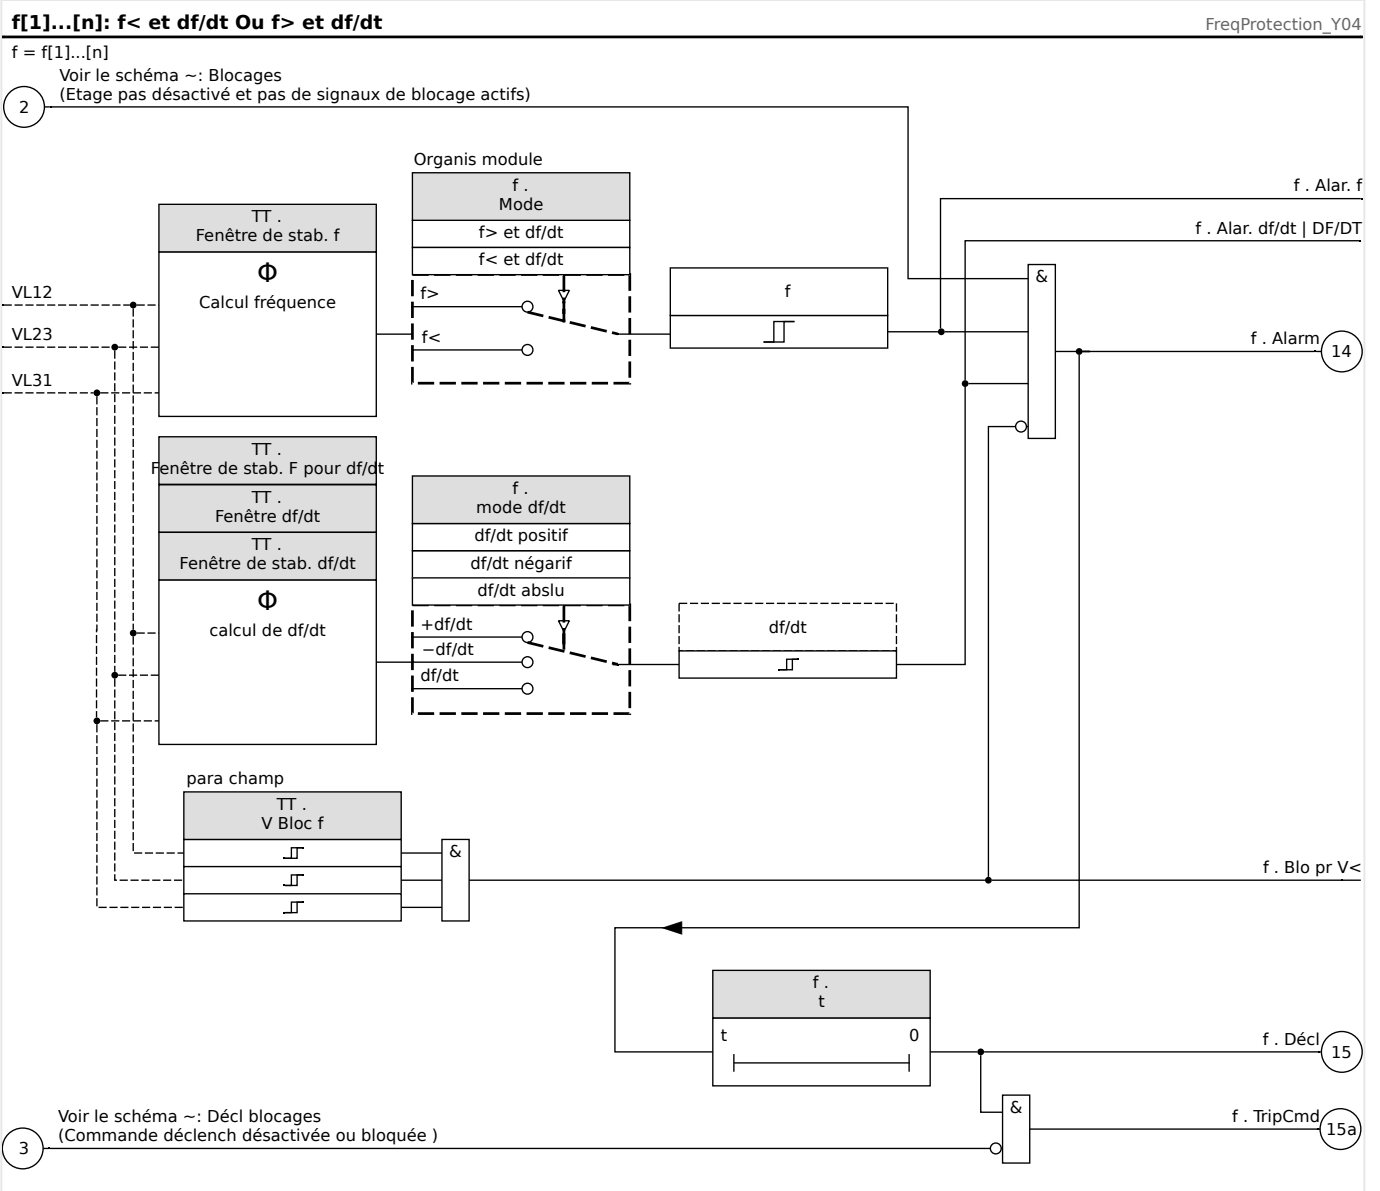 f[1]...[n]: f< et df/dt Ou f> et df/dt
FreqProtection_Y04
f = f[1]...[n]
Voir le schéma ~: Blocages
(Etage pas désactivé et pas de signaux de blocage actifs)
2
Organis module
f .
Mode
f> et df/dt
f< et df/dt
f>
f<
TT .
Fenêtre de stab. f
Φ
Calcul fréquence
VL12
VL23
VL31
f
f . Alar. f
f . Alar. df/dt | DF/DT
&
f . Alarm
14
TT .
Fenêtre de stab. F pour df/dt
TT .
Fenêtre df/dt
TT .
Fenêtre de stab. df/dt
Φ
calcul de df/dt
f .
mode df/dt
df/dt positif
df/dt négarif
df/dt abslu
+df/dt
−df/dt
df/dt
df/dt
para champ
TT .
V Bloc f
&
f . Blo pr V<
f .
t
t
0
f . Décl
15
&
f . TripCmd
15a
Voir le schéma ~: Décl blocages
(Commande déclench désactivée ou bloquée )
3